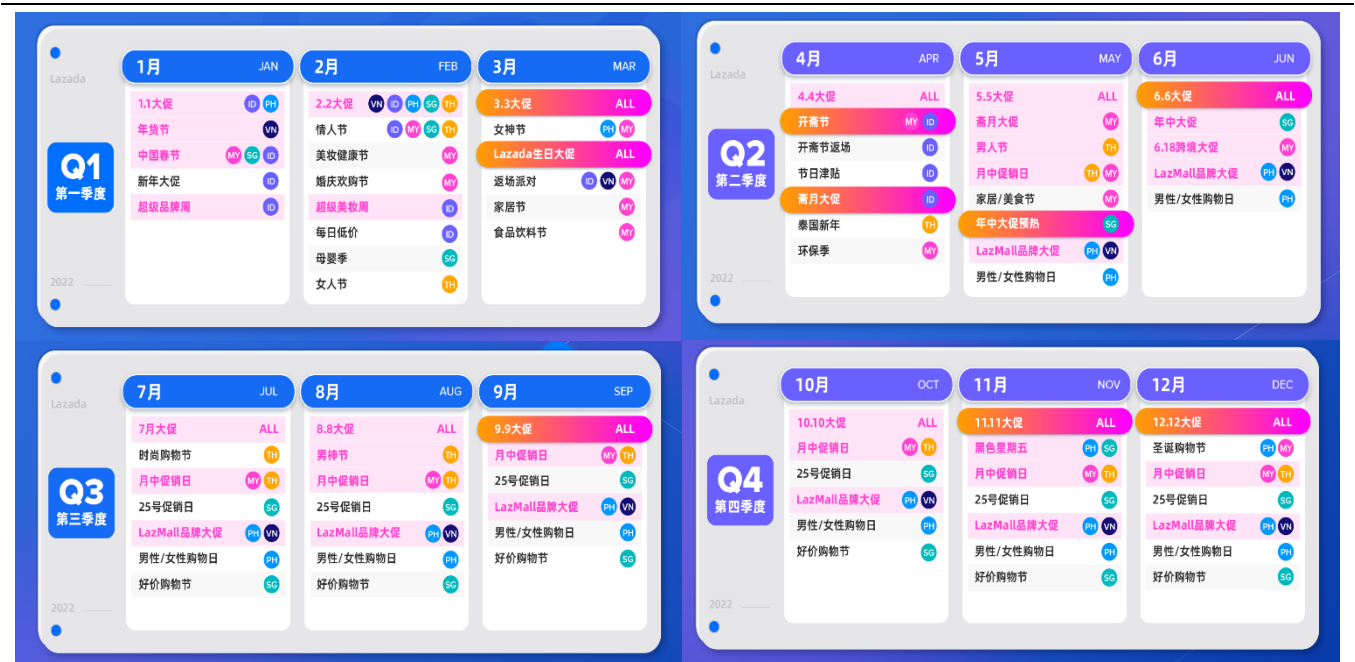 Lazada
Q1
第一季度
2022
1月 JAN
1.1大促 ID PH
年货节 VN
中国春节 MY SG ID
新年大促 ID
超级品牌周 ID
2月 FEB
2.2大促 VN ID PH SG TH
情人节 ID MY SG TH
美妆健康节 MY
婚庆欢购节 MY
超级美妆周 ID
每日低价 ID
母婴季 SG
女人节 TH
3月 MAR
3.3大促 ALL
女神节 PH MY
Lazada生日大促 ALL
返场派对 ID VN MY
家居节 MY
食品饮料节 MY
Lazada
Q2
第二季度
2022
4月 APR
4.4大促 ALL
开斋节 MY ID
开斋节返场 ID
节日津贴 ID
斋月大促 ID
泰国新年 TH
环保季 MY
5月 MAY
5.5大促 ALL
斋月大促 MY
男人节 TH
月中促销日 TH MY
家居/美食节 MY
年中大促预热 SG
LazMall品牌大促 PH VN
男性/女性购物日 PH
6月 JUN
6.6大促 ALL
年中大促 SG
6.18跨境大促 MY
LazMall品牌大促 PH VN
男性/女性购物日 PH
Lazada
Q3
第三季度
2022
7月 JUL
7月大促 ALL
时尚购物节 TH
月中促销日 MY TH
25号促销日 SG
LazMall品牌大促 PH VN
男性/女性购物日 PH
好价购物节 SG
8月 AUG
8.8大促 ALL
男神节 TH
月中促销日 MY TH
25号促销日 SG
LazMall品牌大促 PH VN
男性/女性购物日 PH
好价购物节 SG
9月 SEP
9.9大促 ALL
月中促销日 MY TH
25号促销日 SG
LazMall品牌大促 PH VN
男性/女性购物日 PH
好价购物节 SG
Lazada
Q4
第四季度
2022
10月 OCT
10.10大促 ALL
月中促销日 MY TH
25号促销日 SG
LazMall品牌大促 PH VN
男性/女性购物日 PH
好价购物节 SG
11月 NOV
11.11大促 ALL
黑色星期五 PH SG
月中促销日 MY TH
25号促销日 SG
LazMall品牌大促 PH VN
男性/女性购物日 PH
好价购物节 SG
12月 DEC
12.12大促 ALL
圣诞购物节 PH MY
月中促销日 MY TH
25号促销日 SG
LazMall品牌大促 PH VN
男性/女性购物日 PH
好价购物节 SG